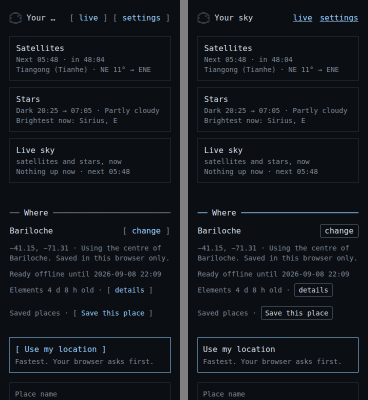 Your … [ live ] [ settings ]
Satellites
Next 05:48 · in 48:04
Tiangong (Tianhe) · NE 11° → ENE
Stars
Dark 20:25 → 07:05 · Partly cloudy
Brightest now: Sirius, E
Live sky
satellites and stars, now
Nothing up now · next 05:48
Where
Bariloche [ change ]
−41.15, −71.31 · Using the centre of
Bariloche. Saved in this browser only.
Ready offline until 2026-09-08 22:09
Elements 4 d 8 h old · [ details ]
Saved places · [ Save this place ]
[ Use my location ]
Fastest. Your browser asks first.
Place name
Your sky live settings
Satellites
Next 05:48 · in 48:04
Tiangong (Tianhe) · NE 11° → ENE
Stars
Dark 20:25 → 07:05 · Partly cloudy
Brightest now: Sirius, E
Live sky
satellites and stars, now
Nothing up now · next 05:48
Where
Bariloche change
−41.15, −71.31 · Using the centre of
Bariloche. Saved in this browser only.
Ready offline until 2026-09-08 22:09
Elements 4 d 8 h old · details
Saved places · Save this place
Use my location
Fastest. Your browser asks first.
Place name